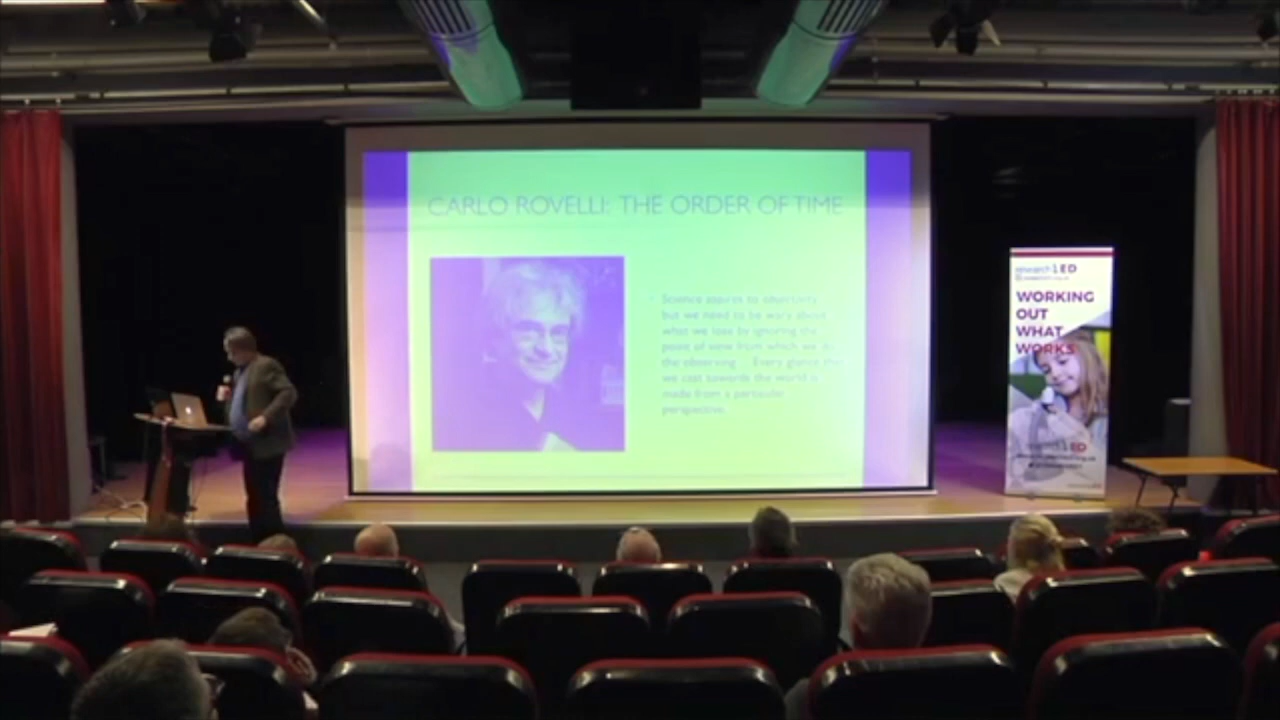 CARLO ROVELLI: THE ORDER OF TIME
Science aspires to objectivity
but we need to be wary about
what we lose by ignoring the
point of view from which we do
the observing ... Every glance that
we cast towards the world is
made from a particular
perspective.
researchED
WORKING
OUT
WHAT
WORKS
researchED